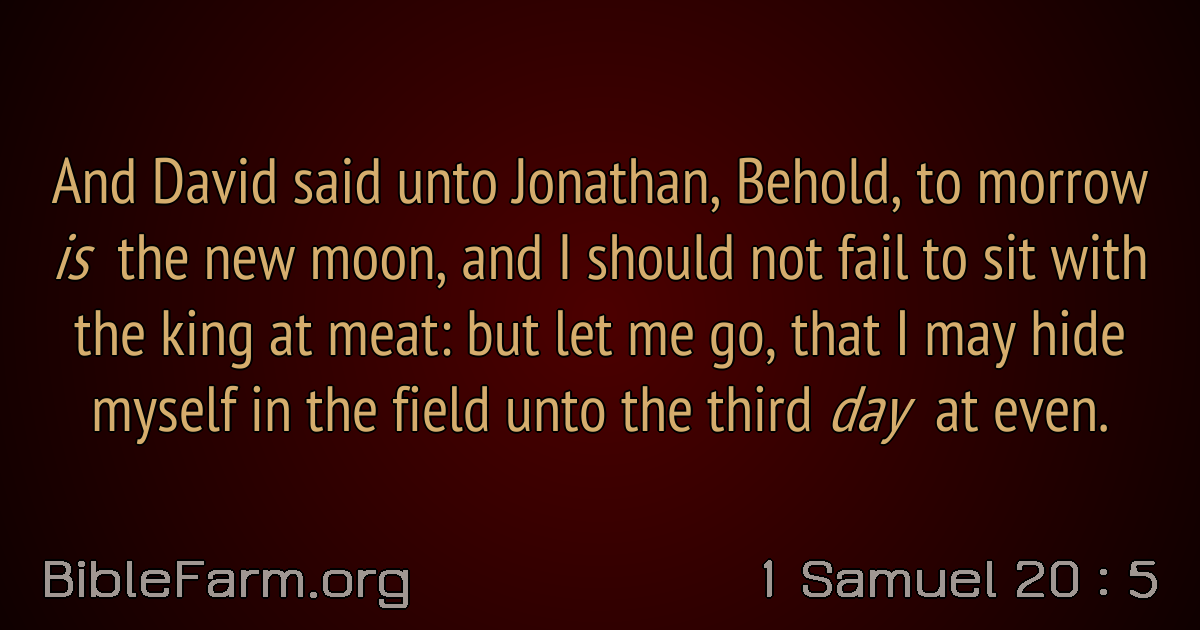 And David said unto Jonathan, Behold, to morrow
is the new moon, and I should not fail to sit with
the king at meat: but let me go, that I may hide
myself in the field unto the third day at even.
BibleFarm.org
1 Samuel 20 : 5